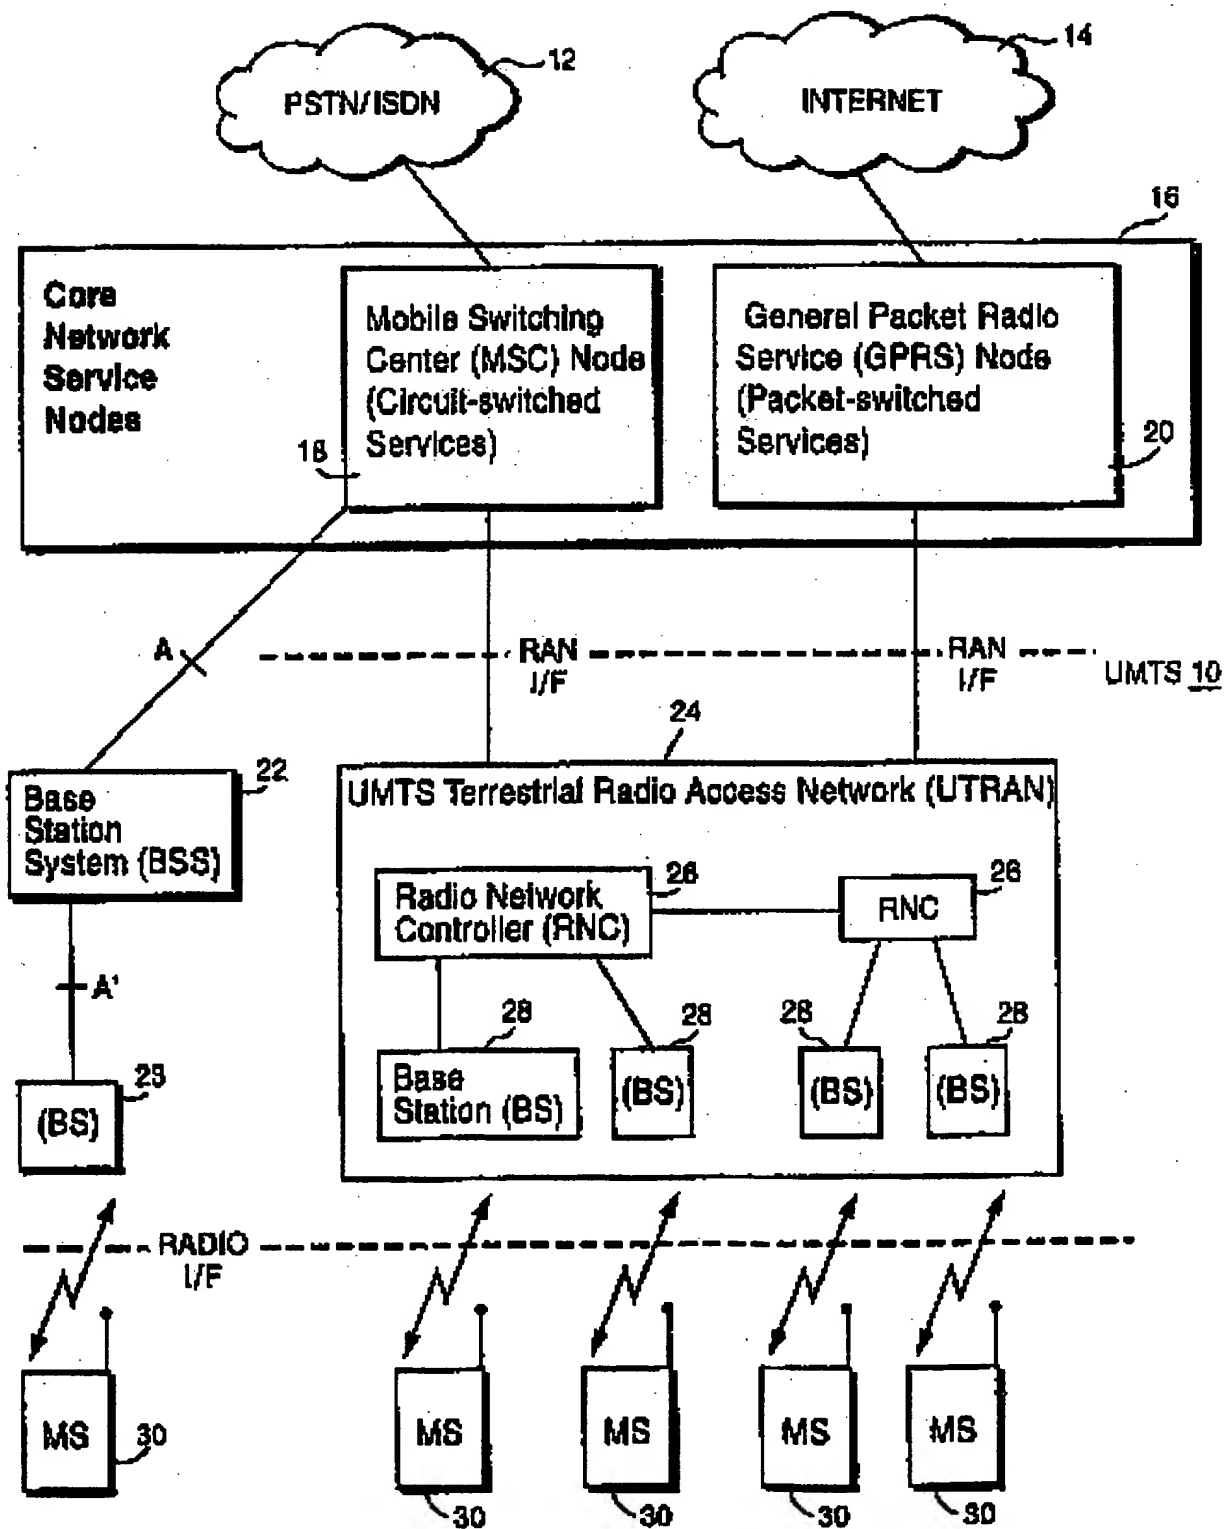 12
14
PSTN/ISDN
INTERNET
16
Core
Network
Service
Nodes
Mobile Switching
Center (MSC) Node
(Circuit-switched
Services)
18
General Packet Radio
Service (GPRS) Node
(Packet-switched
Services)
20
A
RAN
I/F
RAN
I/F
UMTS 10
24
22
Base
Station
System (BSS)
UMTS Terrestrial Radio Access Network (UTRAN)
Radio Network
Controller (RNC)
26
RNC
26
A'
28
28
28
28
Base
Station (BS)
(BS)
(BS)
(BS)
23
(BS)
RADIO
I/F
MS
30
MS
30
MS
30
MS
30
MS
30